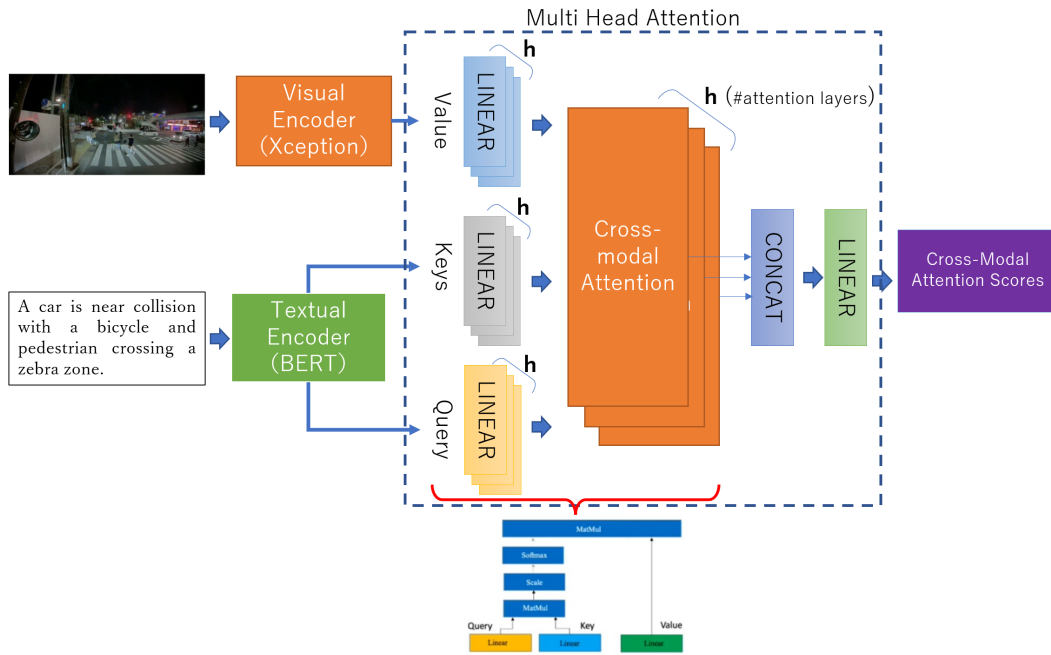 Multi Head Attention
h
Visual
Encoder
(Xception)
Value
LINEAR
h (#attention layers)
h
Keys
LINEAR
Cross-
modal
Attention
CONCAT
LINEAR
Cross-Modal
Attention Scores
A car is near collision
with a bicycle and
pedestrian crossing a
zebra zone.
Textual
Encoder
(BERT)
h
Query
LINEAR
MatMul
Softmax
Scale
MatMul
Query
Key
Value
Linear
Linear
Linear